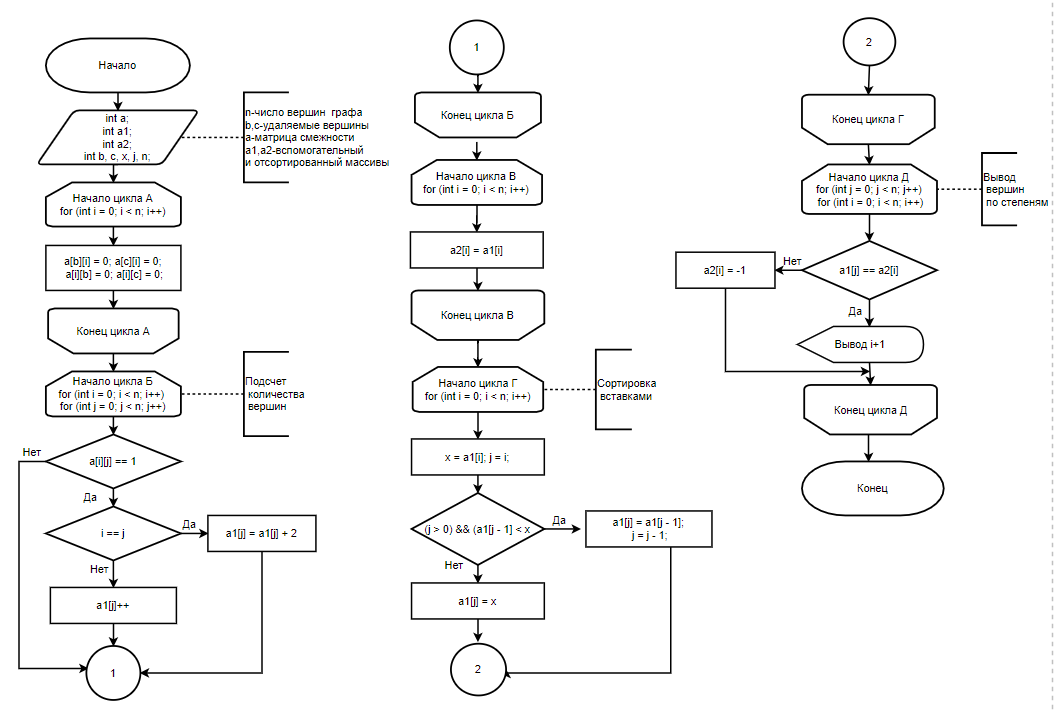 Начало
int a;
int a1;
int a2;
int b, c, x, j, n;
n-число вершин графа
b,c-удаляемые вершины
a-матрица смежности
a1,a2-вспомогательный
и отсортированный массивы
Начало цикла А
for (int i = 0; i < n; i++)
a[b][i] = 0; a[c][i] = 0;
a[i][b] = 0; a[i][c] = 0;
Конец цикла А
Начало цикла Б
for (int i = 0; i < n; i++)
for (int j = 0; j < n; j++)
Подсчет
количества
вершин
a[i][j] == 1
Нет
Да
i == j
Да
a1[j] = a1[j] + 2
Нет
a1[j]++
1
1
Конец цикла Б
Начало цикла В
for (int i = 0; i < n; i++)
a2[i] = a1[i]
Конец цикла В
Начало цикла Г
for (int i = 0; i < n; i++)
Сортировка
вставками
x = a1[i]; j = i;
(j > 0) && (a1[j - 1] < x
Да
a1[j] = a1[j - 1];
j = j - 1;
Нет
a1[j] = x
2
2
Конец цикла Г
Начало цикла Д
for (int j = 0; j < n; j++)
for (int i = 0; i < n; i++)
Вывод
вершин
по степеням
a1[j] == a2[i]
Нет
a2[i] = -1
Да
Вывод i+1
Конец цикла Д
Конец